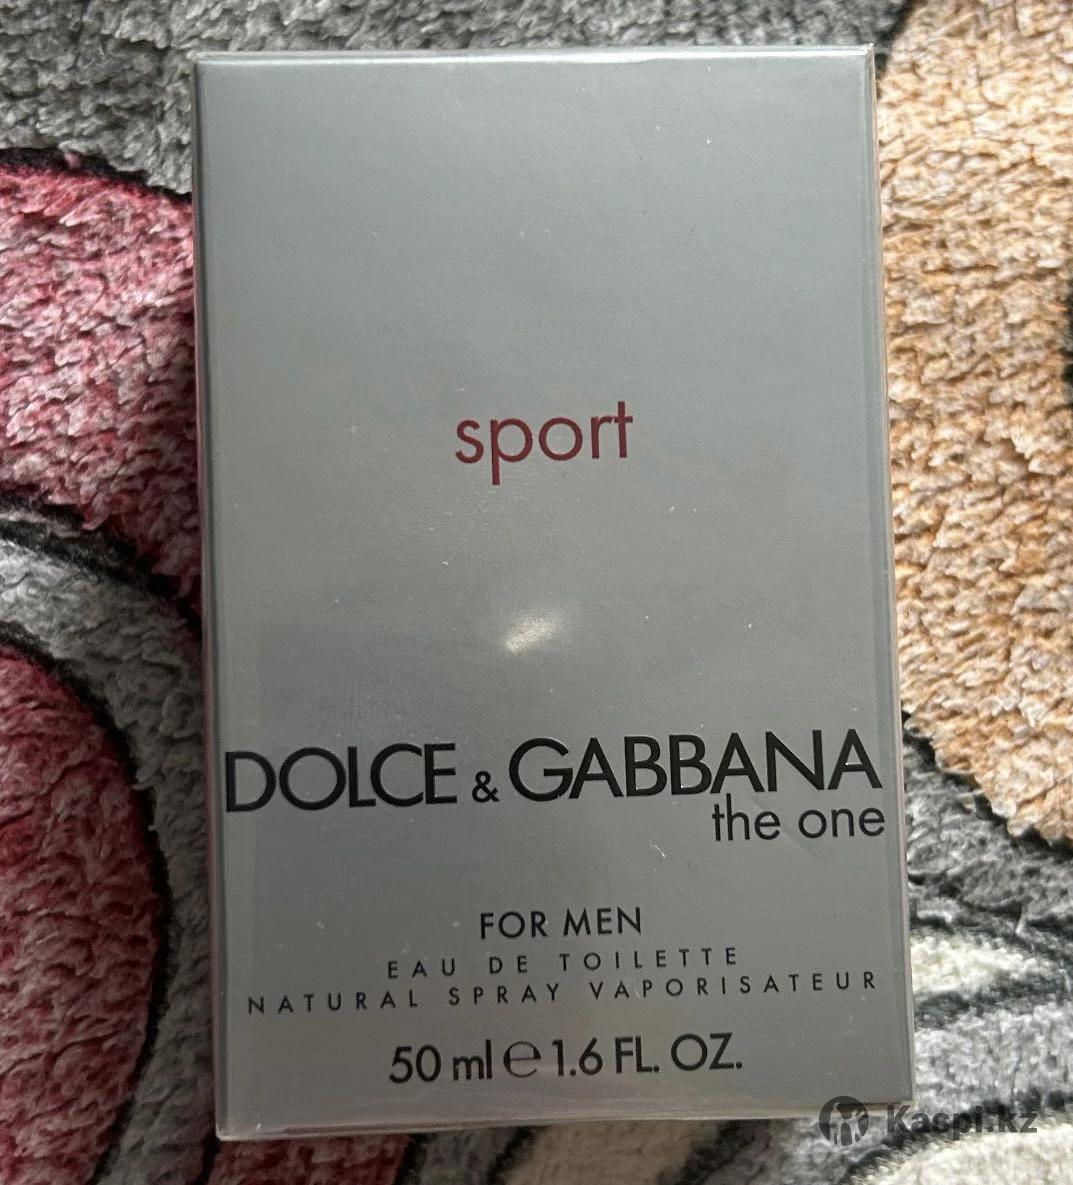 sport
DOLCE & GABBANA
the one
FOR MEN
EAU DE TOILETTE
NATURAL SPRAY VAPORISATEUR
50 ml ℮ 1.6 FL. OZ.
Kaspi.kz